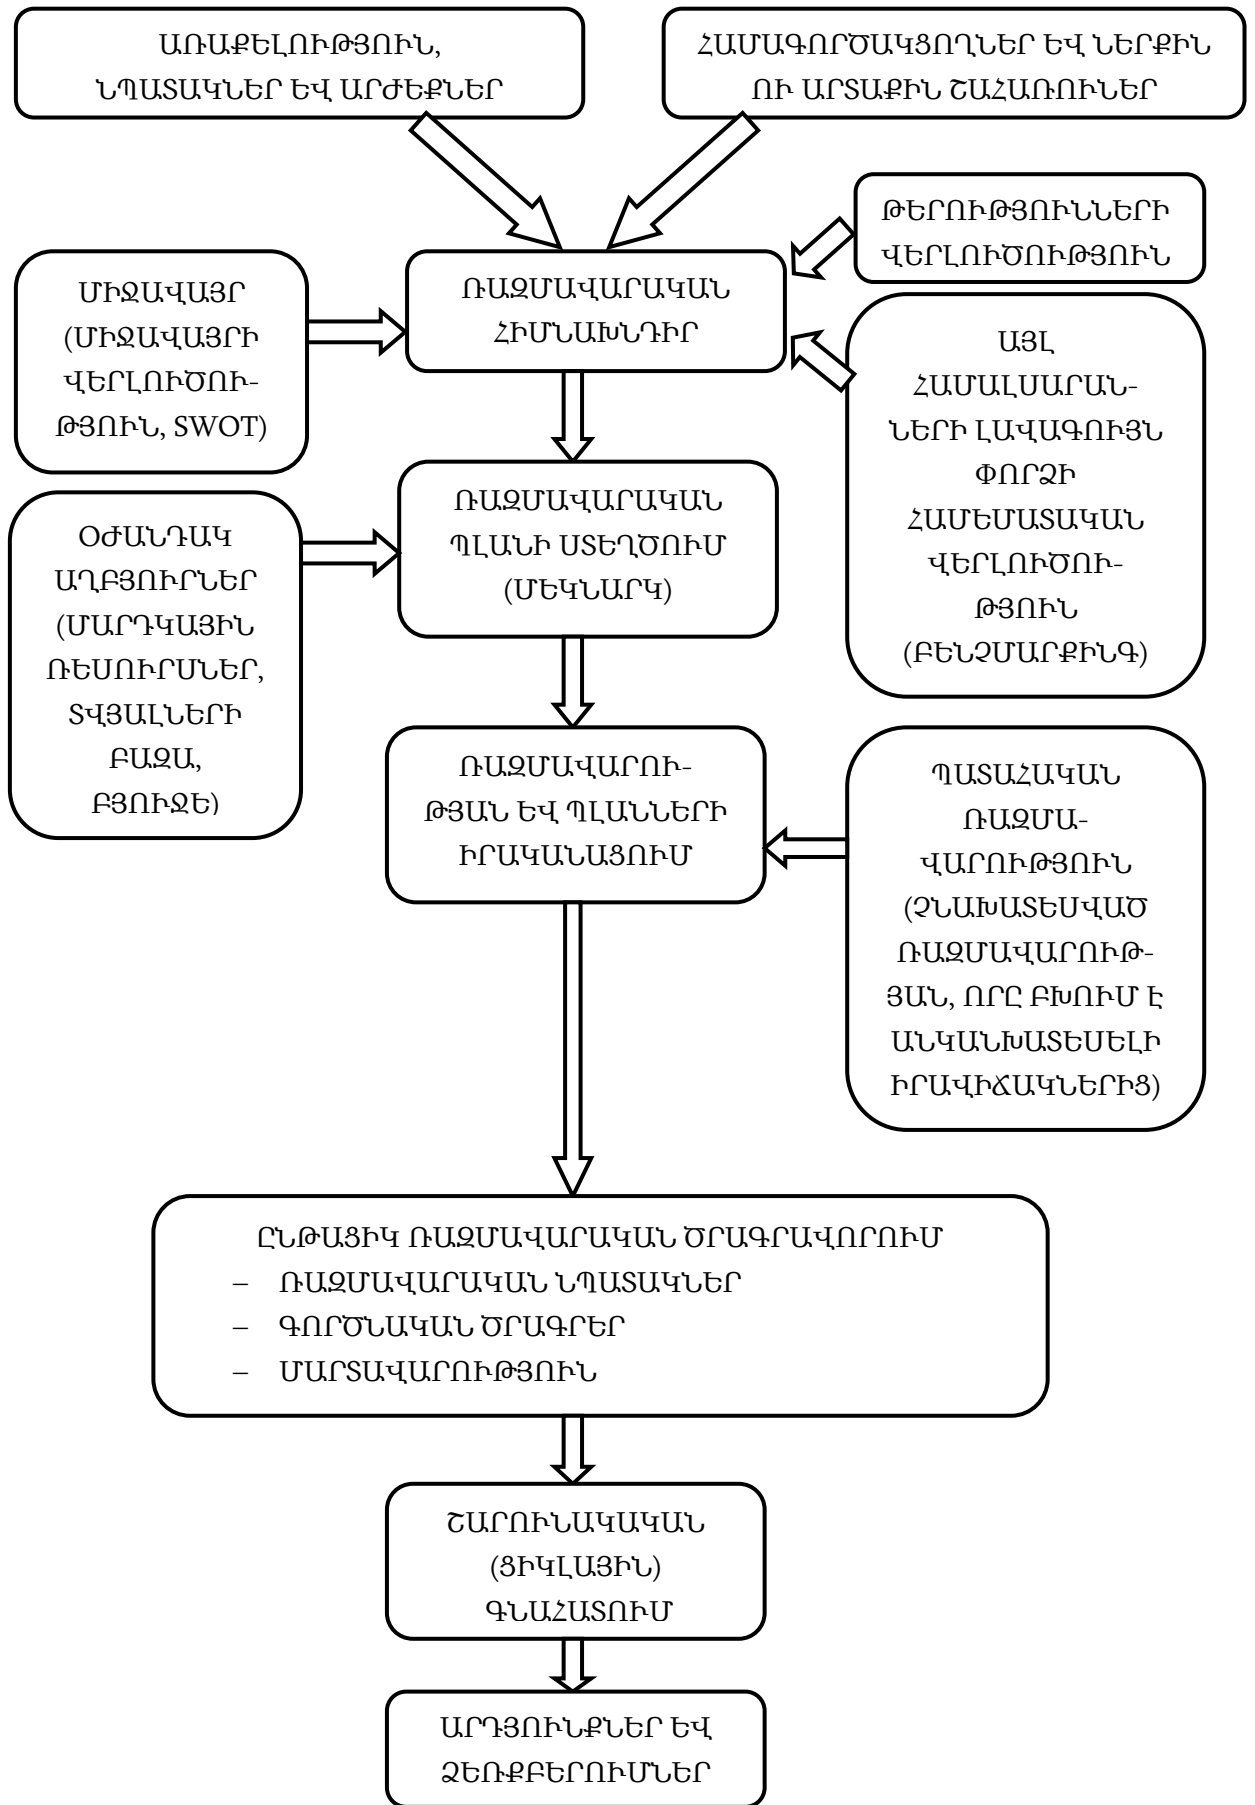 ԱՌԱՔԵԼՈՒԹՅՈՒՆ,
ՆՊԱՏԱԿՆԵՐ ԵՎ ԱՐԺԵՔՆԵՐ
ՀԱՄԱԳՈՐԾԱԿՑՈՂՆԵՐ ԵՎ ՆԵՐՔԻՆ
ՈՒ ԱՐՏԱՔԻՆ ՇԱՀԱՌՈՒՆԵՐ
ԹԵՐՈՒԹՅՈՒՆՆԵՐԻ
ՎԵՐԼՈՒԾՈՒԹՅՈՒՆ
ՄԻՋԱՎԱՅՐ
(ՄԻՋԱՎԱՅՐԻ
ՎԵՐԼՈՒԾՈՒ-
ԹՅՈՒՆ, SWOT)
ՌԱԶՄԱՎԱՐԱԿԱՆ
ՀԻՄՆԱԽՆԴԻՐ
ԱՅԼ
ՀԱՄԱԼՍԱՐԱՆ-
ՆԵՐԻ ԼԱՎԱԳՈՒՅՆ
ՓՈՐՁԻ
ՀԱՄԵՄԱՏԱԿԱՆ
ՎԵՐԼՈՒԾՈՒ-
ԹՅՈՒՆ
(ԲԵՆՉՄԱՐՔԻՆԳ)
ՌԱԶՄԱՎԱՐԱԿԱՆ
ՊԼԱՆԻ ՍՏԵՂԾՈՒՄ
(ՄԵԿՆԱՐԿ)
ՕԺԱՆԴԱԿ
ԱՂԲՅՈՒՐՆԵՐ
(ՄԱՐԴԿԱՅԻՆ
ՌԵՍՈՒՐՍՆԵՐ,
ՏՎՅԱԼՆԵՐԻ
ԲԱԶԱ,
ԲՅՈՒՋԵ)
ՌԱԶՄԱՎԱՐՈՒ-
ԹՅԱՆ ԵՎ ՊԼԱՆՆԵՐԻ
ԻՐԱԿԱՆԱՑՈՒՄ
ՊԱՏԱՀԱԿԱՆ
ՌԱԶՄԱ-
ՎԱՐՈՒԹՅՈՒՆ
(ՉՆԱԽԱՏԵՍՎԱԾ
ՌԱԶՄԱՎԱՐՈՒԹ-
ՅԱՆ, ՈՐԸ ԲԽՈՒՄ Է
ԱՆԿԱՆԽԱՏԵՍԵԼԻ
ԻՐԱՎԻՃԱԿՆԵՐԻՑ)
ԸՆԹԱՑԻԿ ՌԱԶՄԱՎԱՐԱԿԱՆ ԾՐԱԳՐԱՎՈՐՈՒՄ
– ՌԱԶՄԱՎԱՐԱԿԱՆ ՆՊԱՏԱԿՆԵՐ
– ԳՈՐԾՆԱԿԱՆ ԾՐԱԳՐԵՐ
– ՄԱՐՏԱՎԱՐՈՒԹՅՈՒՆ
ՇԱՐՈՒՆԱԿԱԿԱՆ
(ՑԻԿԼԱՅԻՆ)
ԳՆԱՀԱՏՈՒՄ
ԱՐԴՅՈՒՆՔՆԵՐ ԵՎ
ՁԵՌՔԲԵՐՈՒՄՆԵՐ